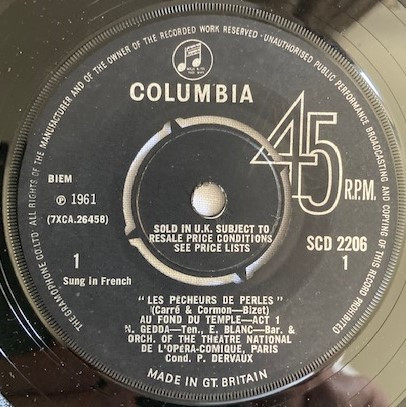 THE GRAMOPHONE CO. LTD. ALL RIGHTS OF THE MANUFACTURER AND OF THE OWNER OF THE RECORDED WORK RESERVED · UNAUTHORISED PUBLIC PERFORMANCE BROADCASTING AND COPYING OF THIS RECORD PROHIBITED
COLUMBIA
45
R.P.M.
BIEM
℗ 1961
(7XCA.26458)
SOLD IN U.K. SUBJECT TO
RESALE PRICE CONDITIONS
SEE PRICE LISTS
SCD 2206
1
1
Sung in French
"LES PÊCHEURS DE PERLES"
(Carré & Cormon—Bizet)
AU FOND DU TEMPLE—ACT 1
N. GEDDA—Ten., E. BLANC—Bar. &
ORCH. OF THE THÉATRE NATIONAL
DE L'OPÉRA-COMIQUE, PARIS
Cond. P. DERVAUX
MADE IN GT. BRITAIN